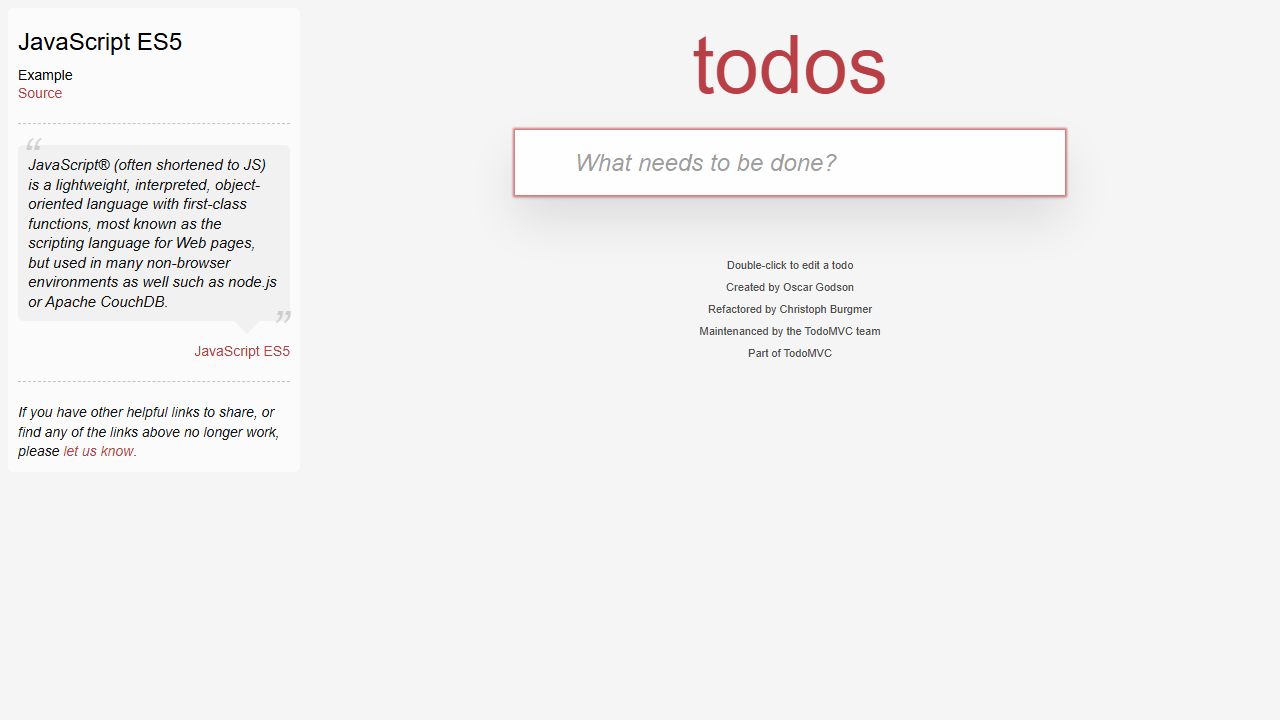 JavaScript ES5
Example
Source
“
JavaScript® (often shortened to JS)
is a lightweight, interpreted, object-
oriented language with first-class
functions, most known as the
scripting language for Web pages,
but used in many non-browser
environments as well such as node.js
or Apache CouchDB.
”
JavaScript ES5
If you have other helpful links to share, or
find any of the links above no longer work,
please let us know.
todos
What needs to be done?
Double-click to edit a todo
Created by Oscar Godson
Refactored by Christoph Burgmer
Maintenanced by the TodoMVC team
Part of TodoMVC